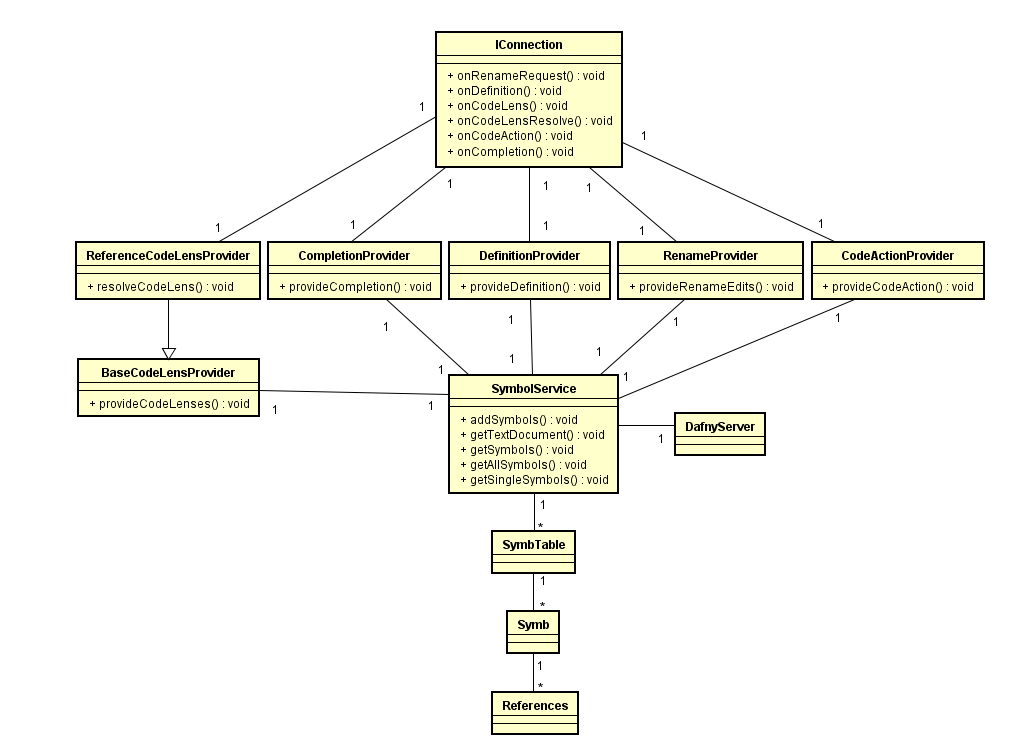 IConnection
+ onRenameRequest() : void
+ onDefinition() : void
+ onCodeLens() : void
+ onCodeLensResolve() : void
+ onCodeAction() : void
+ onCompletion() : void
1
1
1
1
1
1
1
1
1
1
ReferenceCodeLensProvider
+ resolveCodeLens() : void
CompletionProvider
+ provideCompletion() : void
DefinitionProvider
+ provideDefinition() : void
RenameProvider
+ provideRenameEdits() : void
CodeActionProvider
+ provideCodeAction() : void
1
1
1
1
1
1
1
1
BaseCodeLensProvider
+ provideCodeLenses() : void
1
1
SymbolService
+ addSymbols() : void
+ getTextDocument() : void
+ getSymbols() : void
+ getAllSymbols() : void
+ getSingleSymbols() : void
DafnyServer
1
1
*
SymbTable
1
*
Symb
1
*
References